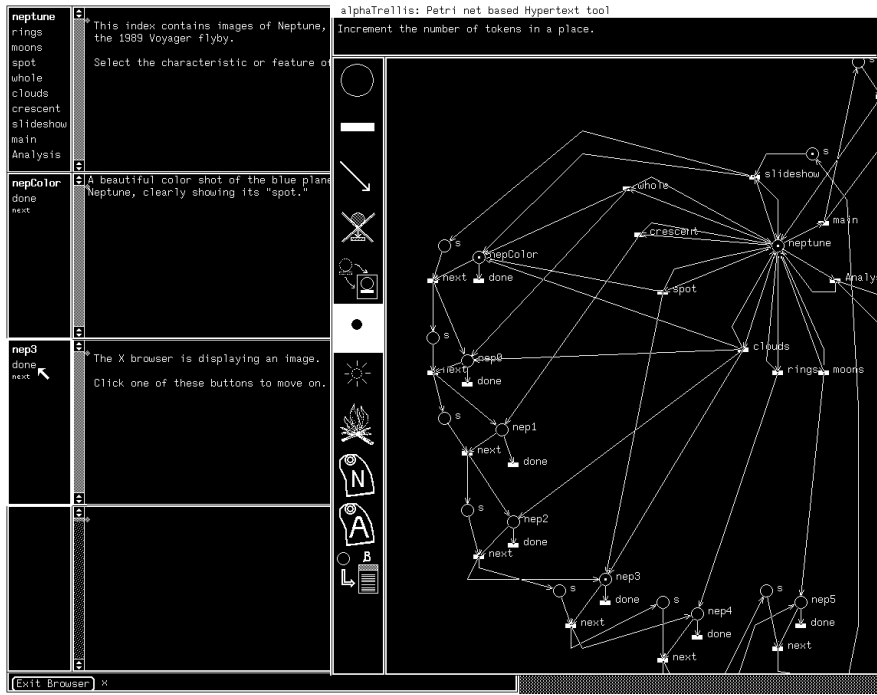 alphaTrellis: Petri net based Hypertext tool
Increment the number of tokens in a place.
neptune
rings
moons
spot
whole
clouds
crescent
slideshow
main
Analysis
This index contains images of Neptune,
the 1989 Voyager flyby.
Select the characteristic or feature of
nepColor
done
next
A beautiful color shot of the blue plane
Neptune, clearly showing its "spot."
nep3
done
next
The X browser is displaying an image.
Click one of these buttons to move on.
Exit Browser
N
A
β
s
s
slideshow
whole
main
crescent
neptune
s
nepColor
next
done
Analys
spot
s
clouds
nep0
next
done
rings
moons
s
nep1
next
done
s
nep2
done
next
nep3
s
done
s
s
nep5
nep4
next
done
done
next
next